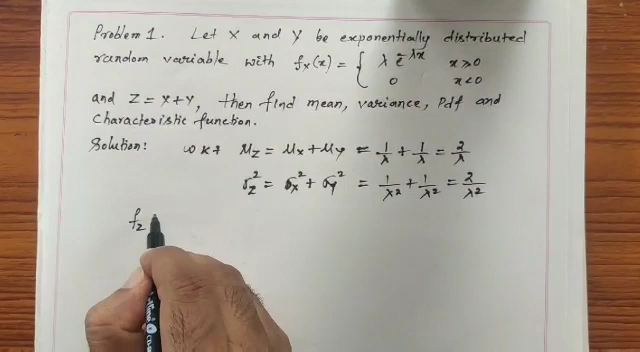 Problem 1. Let X and Y be exponentially distributed
random variable with fx(x) = { λ e^-λx x≥0
0 x<0
and Z = X+Y, then find mean, variance, Pdf and
characteristic function.
Solution: W K T μz = μx + μy = 1/λ + 1/λ = 2/λ
σz² = σx² + σy² = 1/λ² + 1/λ² = 2/λ²
fz